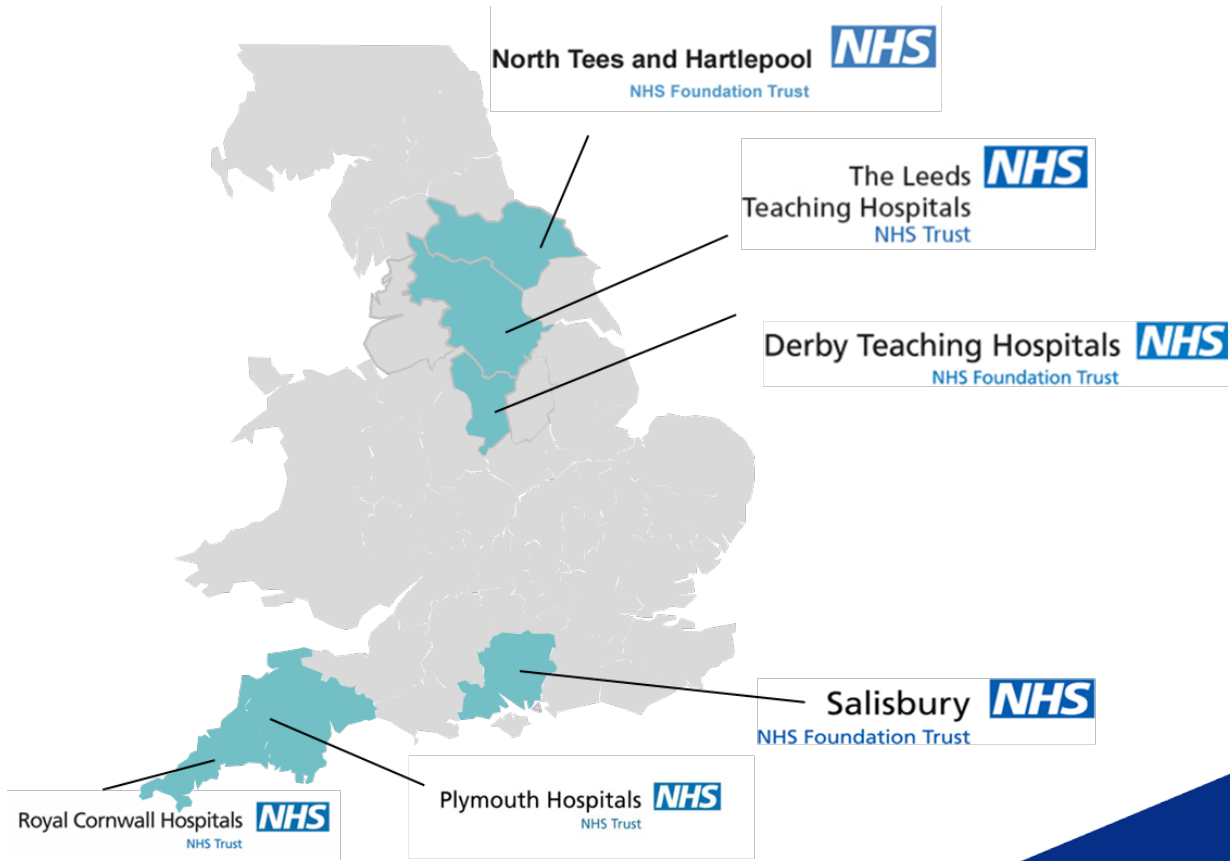 North Tees and Hartlepool NHS
NHS Foundation Trust
The Leeds NHS
Teaching Hospitals
NHS Trust
Derby Teaching Hospitals NHS
NHS Foundation Trust
Salisbury NHS
NHS Foundation Trust
Plymouth Hospitals NHS
NHS Trust
Royal Cornwall Hospitals NHS
NHS Trust